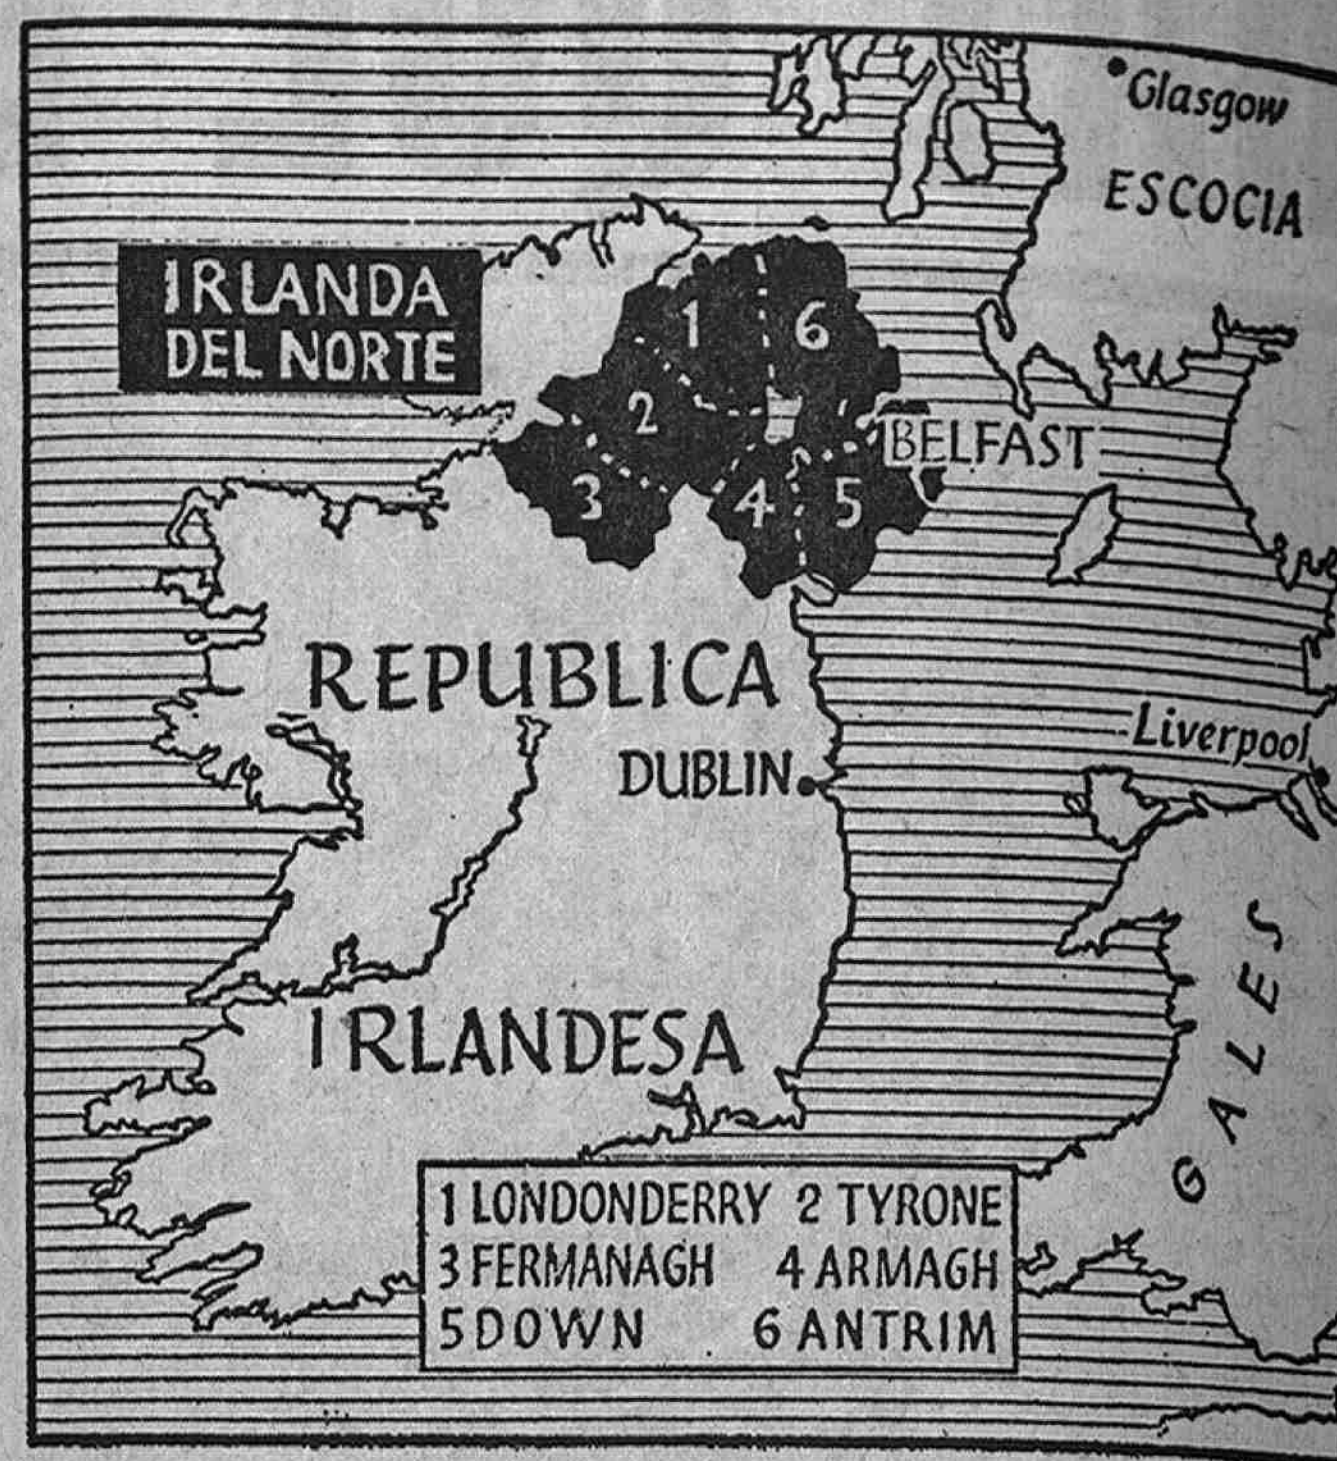 Glasgow
ESCOCIA
IRLANDA
DEL NORTE
1
6
2
BELFAST
3
4
5
REPUBLICA
Liverpool
DUBLIN
GALES
IRLANDESA
1 LONDONDERRY 2 TYRONE
3 FERMANAGH 4 ARMAGH
5 DOWN 6 ANTRIM